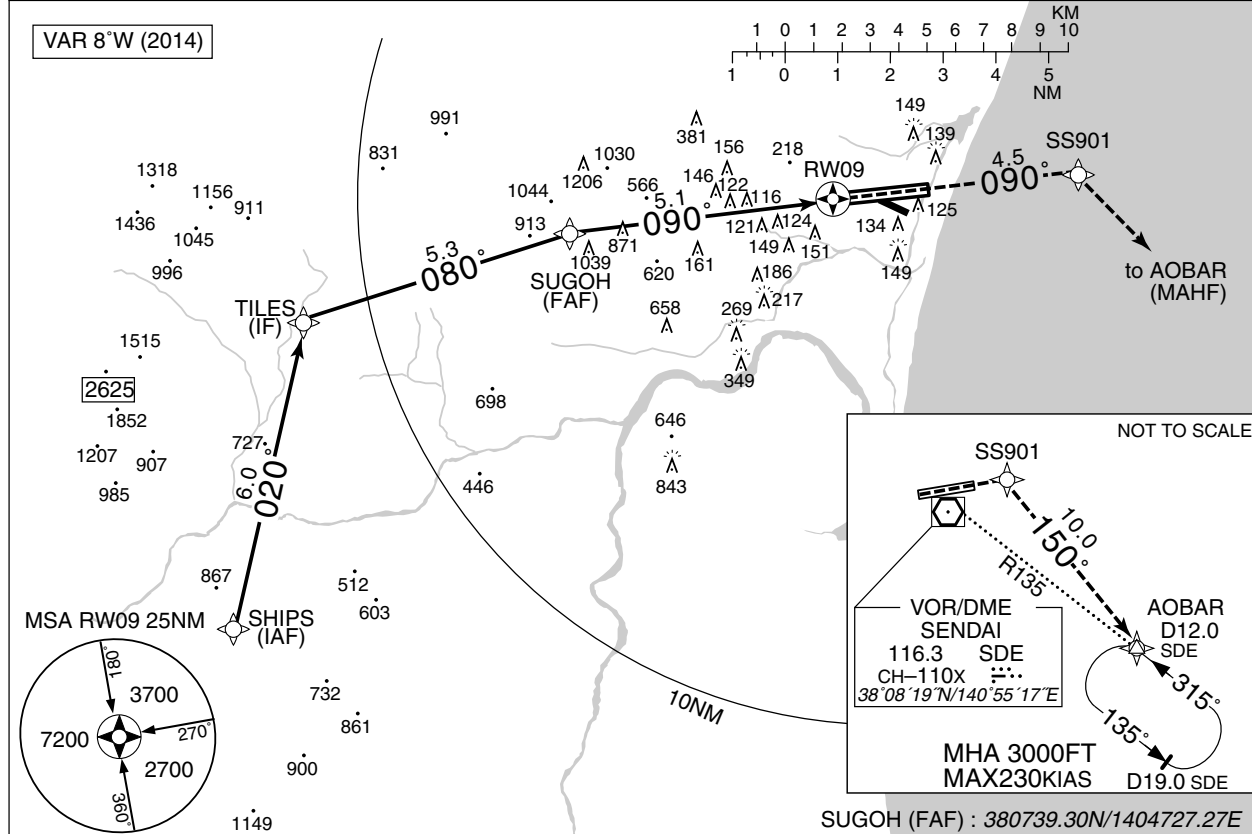 VAR 8°W (2014)
KM
1 0 1 2 3 4 5 6 7 8 9 10
1 0 1 2 3 4 5
NM
991
831
381
149
139
156
218
1030
1206
146
122
116
RW09
SS901
4.5
090°
1318
1156
911
1436
1045
996
1044
566
913
5.1
090°
871
1039
121
124
134
125
149
151
149
161
620
186
217
5.3
080°
SUGOH
(FAF)
to AOBAR
(MAHF)
TILES
(IF)
658
269
349
1515
2625
1852
1207
907
985
698
646
843
727
446
6.0
020°
867
512
603
SHIPS
(IAF)
732
861
900
1149
10NM
MSA RW09 25NM
180°
3700
270°
7200
2700
360°
NOT TO SCALE
SS901
10.0
150°
R135
VOR/DME
SENDAI
116.3 SDE
CH–110X
38°08′19″N/140°55′17″E
AOBAR
D12.0
SDE
315°
135°
D19.0 SDE
MHA 3000FT
MAX230KIAS
SUGOH (FAF) : 380739.30N/1404727.27E